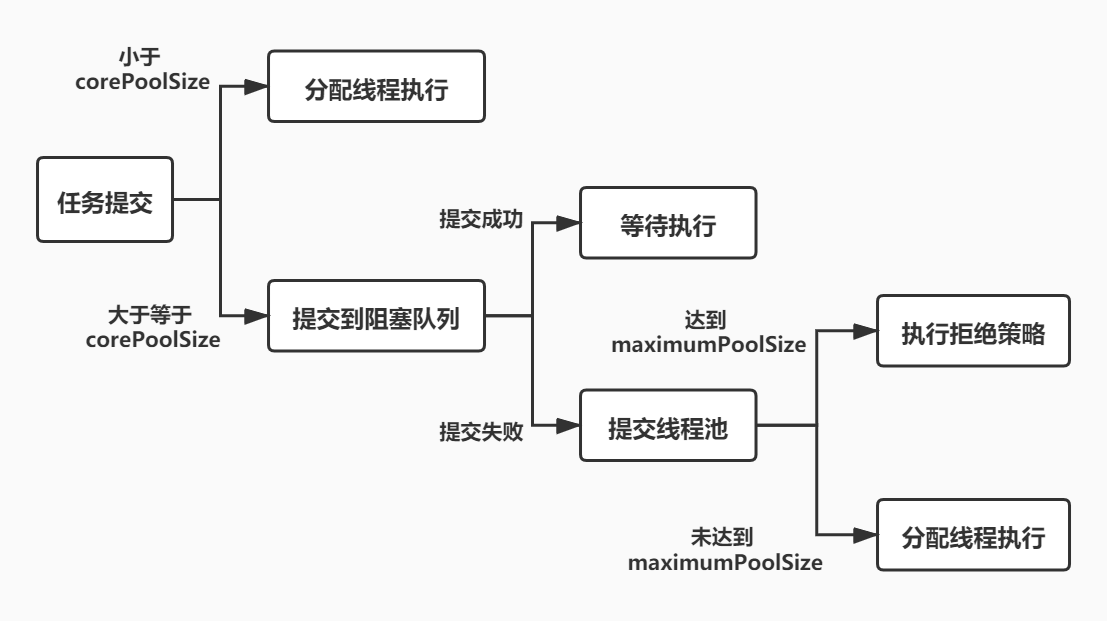 小于
corePoolSize
分配线程执行
任务提交
大于等于
corePoolSize
提交到阻塞队列
提交成功
等待执行
提交失败
提交线程池
达到
maximumPoolSize
执行拒绝策略
未达到
maximumPoolSize
分配线程执行